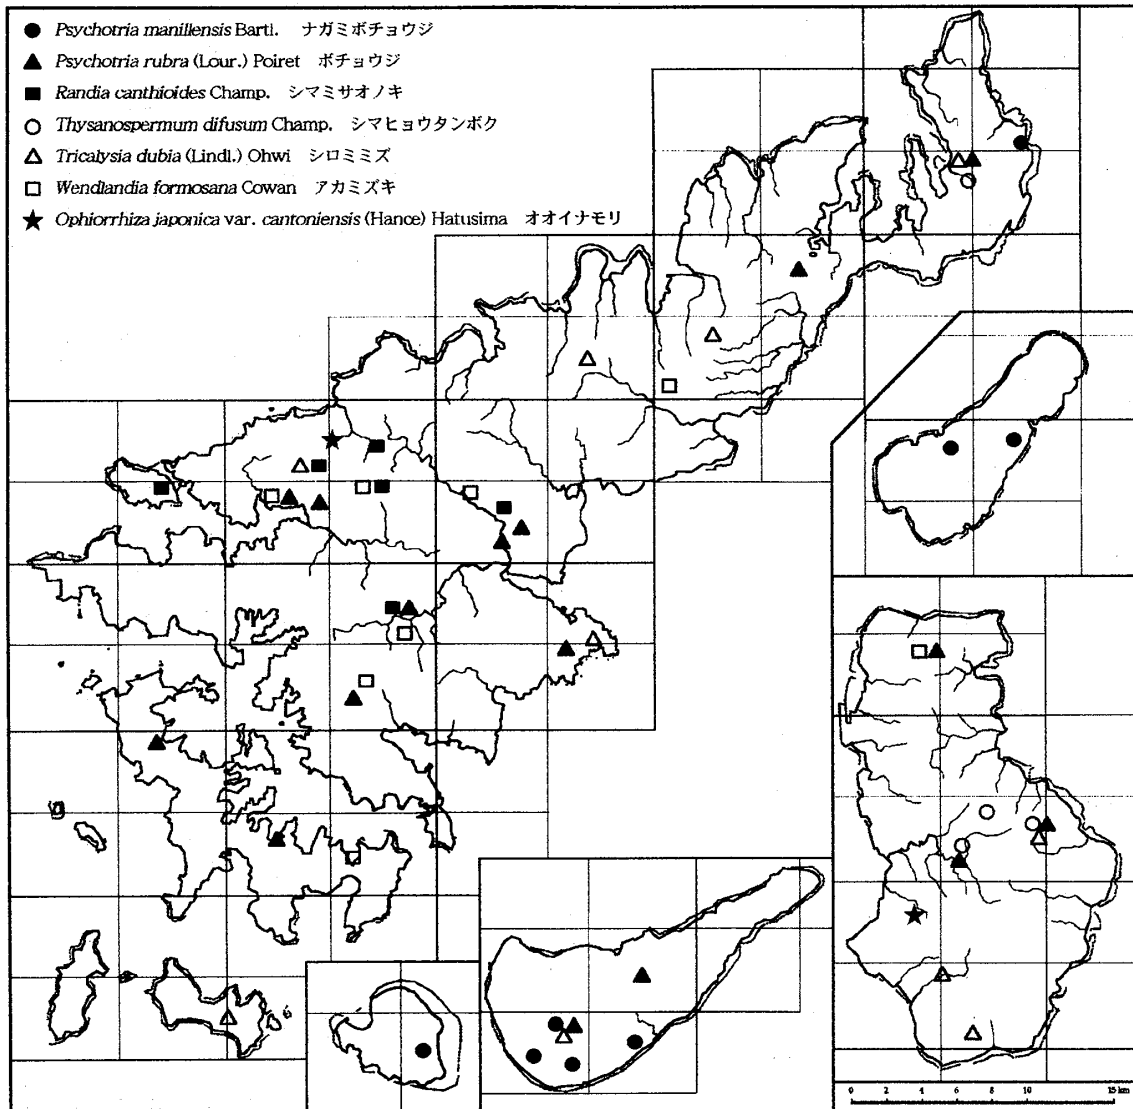 Psychotria manillensis Bartl. ナガミボチョウジ
Psychotria rubra (Lour.) Poiret ボチョウジ
Randia canthioides Champ. シマミサオノキ
Thysanospermum difusum Champ. シマヒョウタンボク
Tricalysia dubia (Lindl.) Ohwi シロミミズ
Wendlandia formosana Cowan アカミズキ
Ophiorrhiza japonica var. cantoniensis (Hance) Hatusima オオイナモリ
0 2 4 6 8 10 15 km